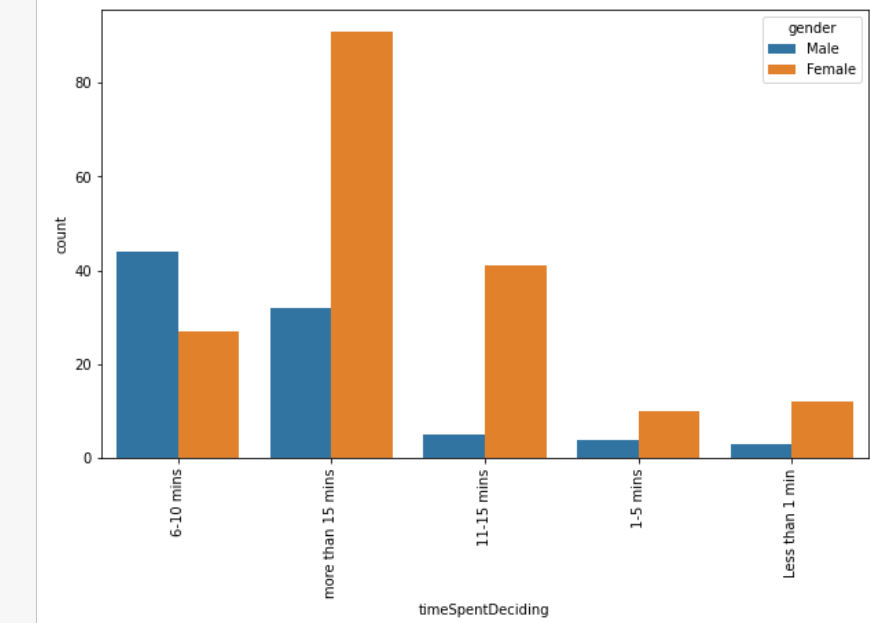 gender
Male
Female
80
60
40
20
0
count
6-10 mins
more than 15 mins
11-15 mins
1-5 mins
Less than 1 min
timeSpentDeciding